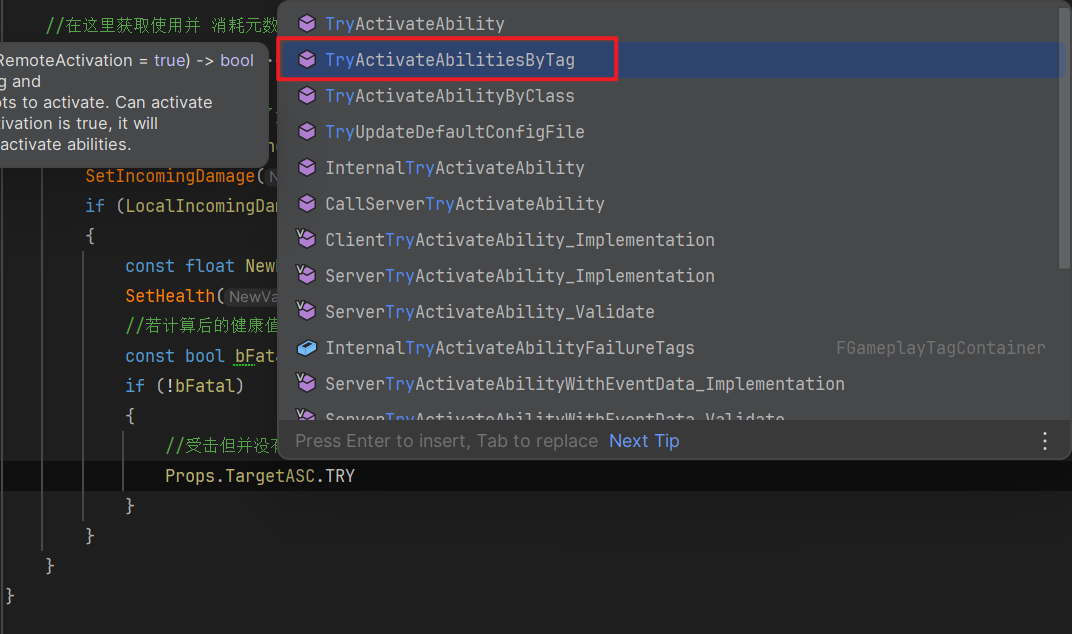 //在这里获取使用并 消耗元数
RemoteActivation = true) -> bool
g and
ts to activate. Can activate
ivation is true, it will
activate abilities.
SetIncomingDamage(
if (LocalIncomingDa
{
const float New
SetHealth( NewVa
//若计算后的健康值
const bool bFata
if (!bFatal)
{
//受击但并没
Props.TargetASC.TRY
}
}
}
}
TryActivateAbility
TryActivateAbilitiesByTag
TryActivateAbilityByClass
TryUpdateDefaultConfigFile
InternalTryActivateAbility
CallServerTryActivateAbility
ClientTryActivateAbility_Implementation
ServerTryActivateAbility_Implementation
ServerTryActivateAbility_Validate
InternalTryActivateAbilityFailureTags FGameplayTagContainer
ServerTryActivateAbilityWithEventData_Implementation
ServerTryActivateAbilityWithEventData_Validate
Press Enter to insert, Tab to replace Next Tip